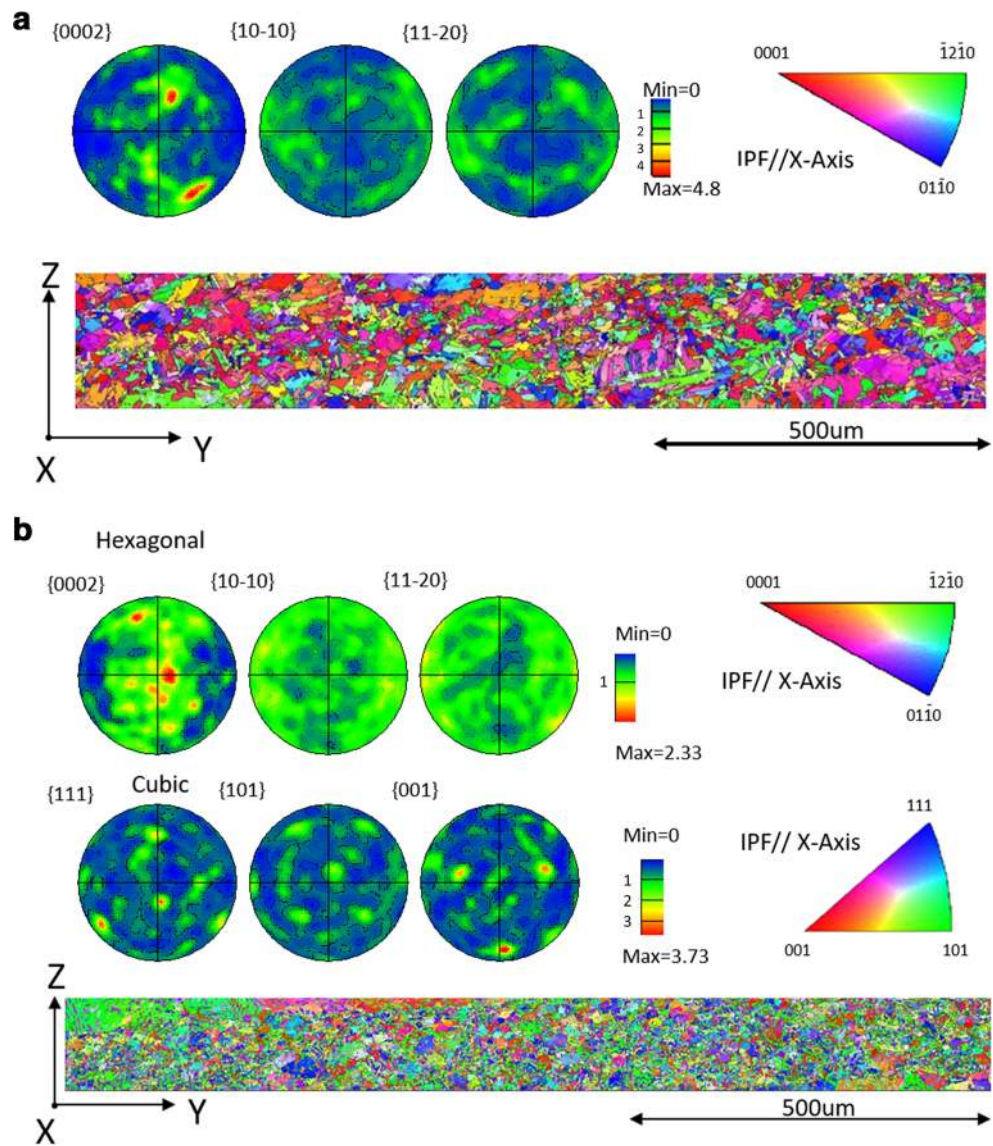 a
{0002} {10-10} {11-20}
Min=0
1
2
3
4
Max=4.8
0001 1̄21̄0
IPF//X-Axis
011̄0
Z
X Y
500um
b
Hexagonal
{0002} {10-10} {11-20}
Min=0
1
Max=2.33
0001 1̄21̄0
IPF// X-Axis
011̄0
Cubic
{111} {101} {001}
Min=0
1
2
3
Max=3.73
111
IPF// X-Axis
001 101
Z
X Y
500um